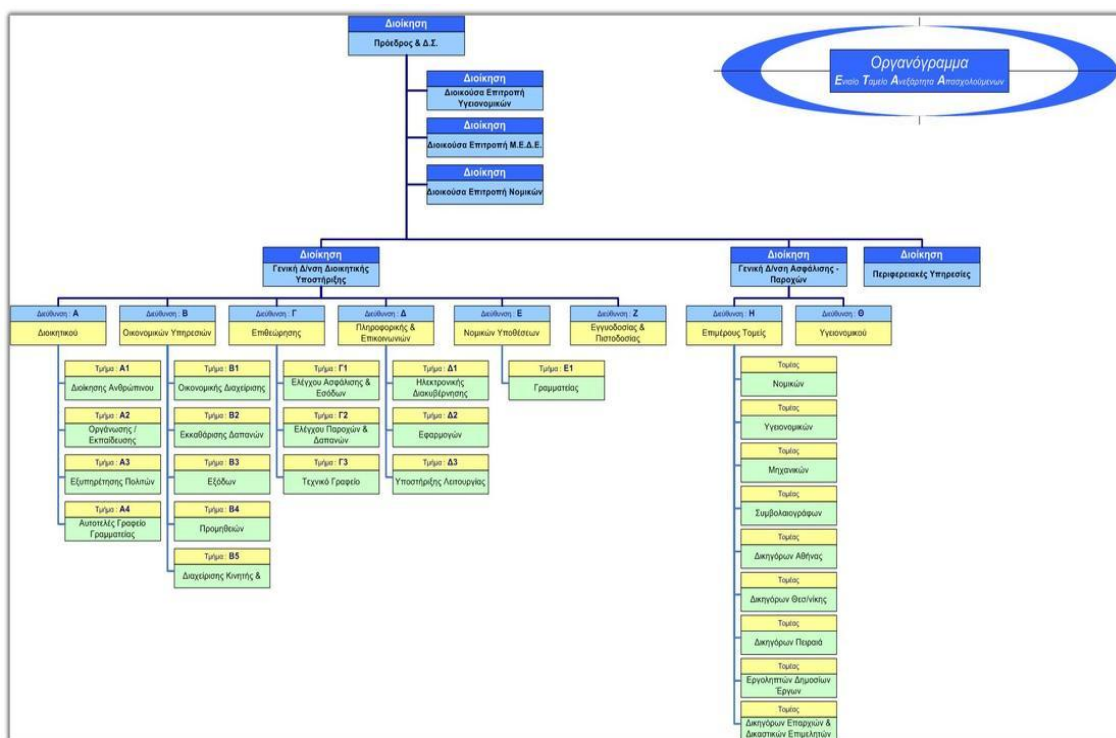 Οργανόγραμμα
Ενιαίο Ταμείο Ανεξάρτητα Απασχολούμενων
Διοίκηση
Πρόεδρος & Δ.Σ.
Διοίκηση
Διοικούσα Επιτροπή
Υγειονομικών
Διοίκηση
Διοικούσα Επιτροπή Μ.Ε.Δ.Ε.
Διοίκηση
Διοικούσα Επιτροπή Νομικών
Διοίκηση
Γενική Δ/νση Διοικητικής
Υποστήριξης
Διοίκηση
Γενική Δ/νση Ασφάλισης -
Παροχών
Διοίκηση
Περιφερειακές Υπηρεσίες
Διεύθυνση : Α
Διοικητικού
Τμήμα : Α1
Διοίκησης Ανθρώπινου
Τμήμα : Α2
Οργάνωσης /
Εκπαίδευσης
Τμήμα : Α3
Εξυπηρέτησης Πολιτών
Τμήμα : Α4
Αυτοτελές Γραφείο
Γραμματείας
Διεύθυνση : Β
Οικονομικών Υπηρεσιών
Τμήμα : Β1
Οικονομικής Διαχείρισης
Τμήμα : Β2
Εκκαθάρισης Δαπανών
Τμήμα : Β3
Εξόδων
Τμήμα : Β4
Προμηθειών
Τμήμα : Β5
Διαχείρισης Κινητής &
Διεύθυνση : Γ
Επιθεώρησης
Τμήμα : Γ1
Ελέγχου Ασφάλισης &
Εσόδων
Τμήμα : Γ2
Ελέγχου Παροχών &
Δαπανών
Τμήμα : Γ3
Τεχνικό Γραφείο
Διεύθυνση : Δ
Πληροφορικής &
Επικοινωνιών
Τμήμα : Δ1
Ηλεκτρονικής
Διακυβέρνησης
Τμήμα : Δ2
Εφαρμογών
Τμήμα : Δ3
Υποστήριξης Λειτουργίας
Διεύθυνση : Ε
Νομικών Υποθέσεων
Τμήμα : Ε1
Γραμματείας
Διεύθυνση : Ζ
Εγγυοδοσίας &
Πιστοδοσίας
Διεύθυνση : Η
Επιμέρους Τομείς
Τομέας
Νομικών
Τομέας
Υγειονομικών
Τομέας
Μηχανικών
Τομέας
Συμβολαιογράφων
Τομέας
Δικηγόρων Αθήνας
Τομέας
Δικηγόρων Θεσ/νίκης
Τομέας
Δικηγόρων Πειραιά
Τομέας
Εργοληπτών Δημοσίων
Έργων
Τομέας
Δικηγόρων Επαρχιών &
Δικαστικών Επιμελητών
Διεύθυνση : Θ
Υγειονομικού